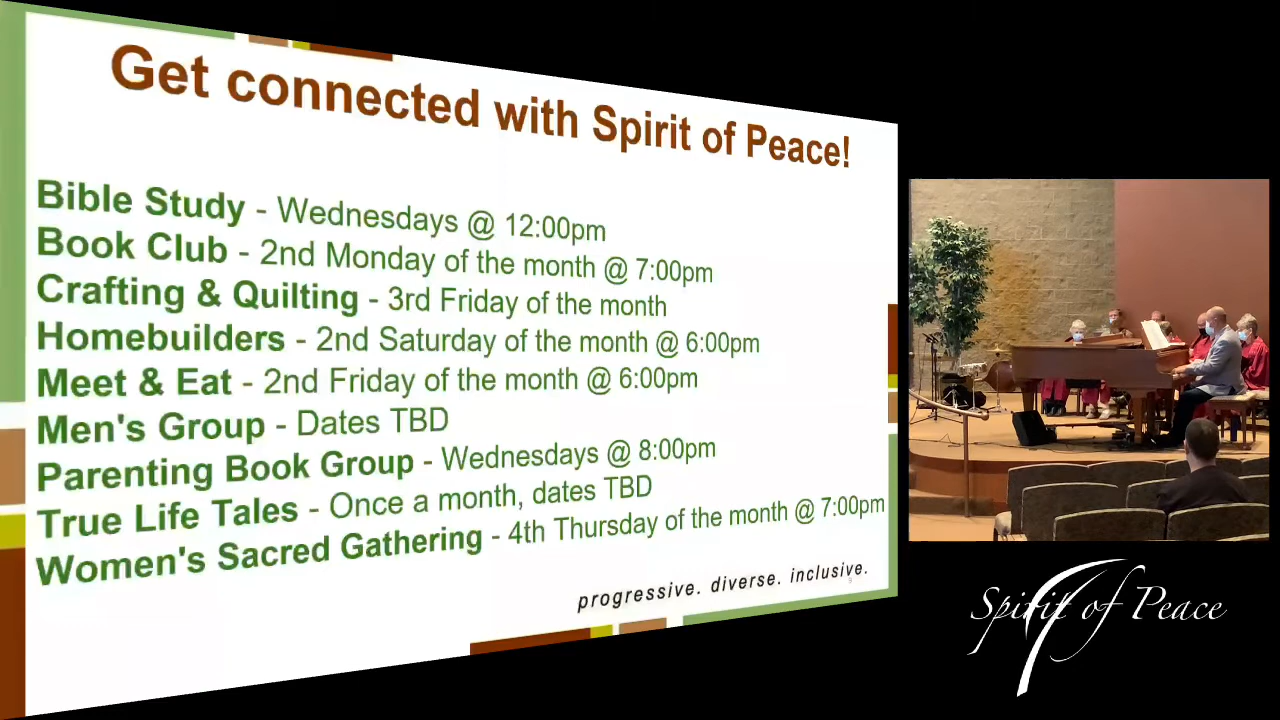 Get connected with Spirit of Peace!
Bible Study - Wednesdays @ 12:00pm
Book Club - 2nd Monday of the month @ 7:00pm
Crafting & Quilting - 3rd Friday of the month
Homebuilders - 2nd Saturday of the month @ 6:00pm
Meet & Eat - 2nd Friday of the month @ 6:00pm
Men's Group - Dates TBD
Parenting Book Group - Wednesdays @ 8:00pm
True Life Tales - Once a month, dates TBD
Women's Sacred Gathering - 4th Thursday of the month @ 7:00pm
progressive. diverse. inclusive.
Spirit of Peace